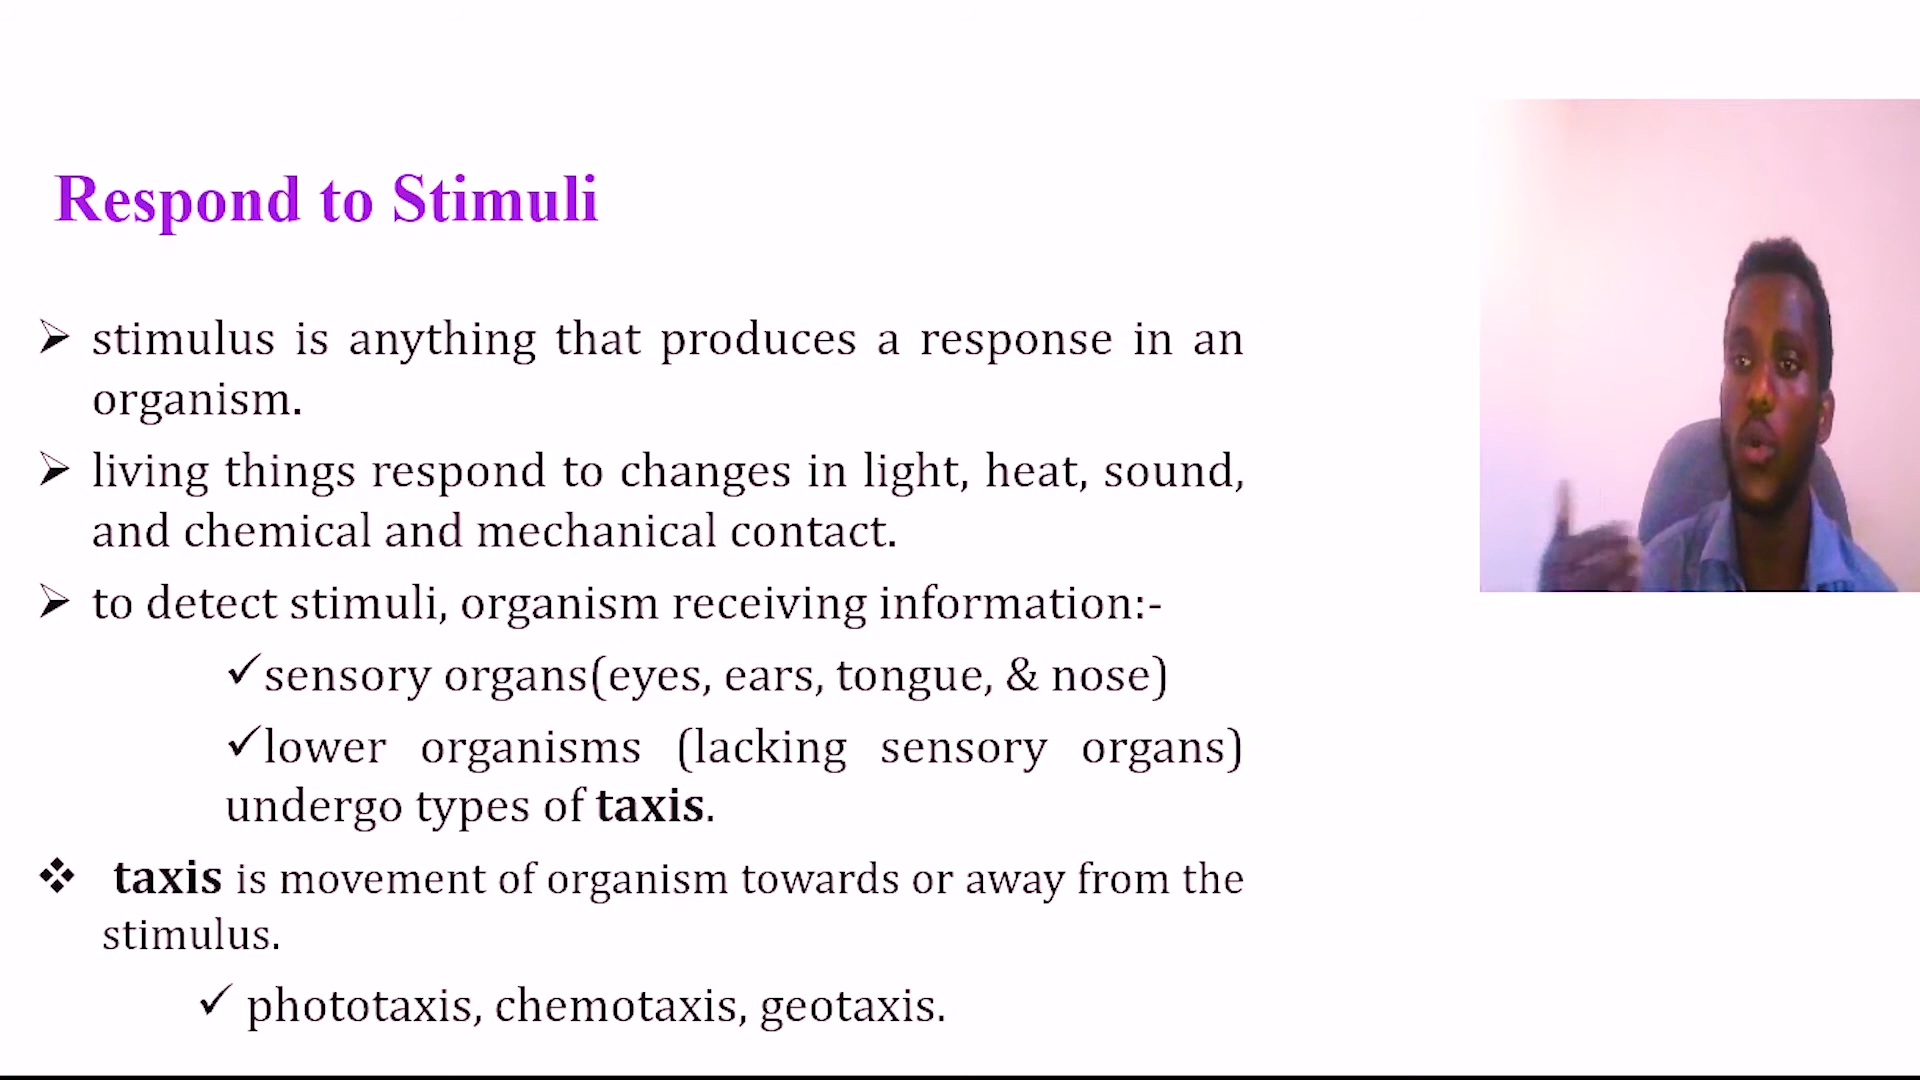 Respond to Stimuli
➢ stimulus is anything that produces a response in an
organism.
➢ living things respond to changes in light, heat, sound,
and chemical and mechanical contact.
➢ to detect stimuli, organism receiving information:-
✓sensory organs(eyes, ears, tongue, & nose)
✓lower organisms (lacking sensory organs)
undergo types of taxis.
❖ taxis is movement of organism towards or away from the
stimulus.
✓ phototaxis, chemotaxis, geotaxis.